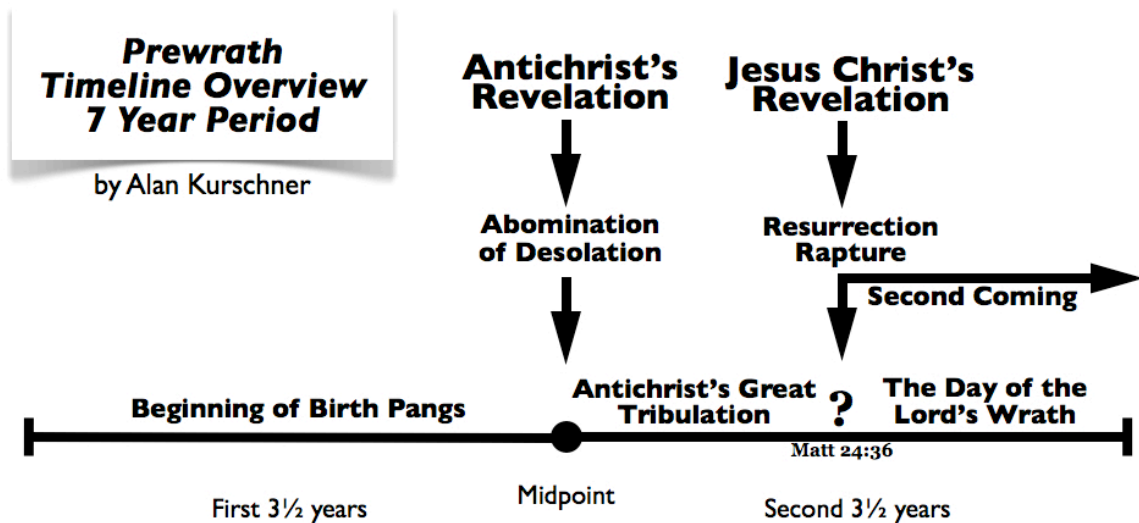 Prewrath
Timeline Overview
7 Year Period
by Alan Kurschner
Antichrist's
Revelation
Jesus Christ's
Revelation
Abomination
of Desolation
Resurrection
Rapture
Second Coming
Beginning of Birth Pangs
Antichrist's Great
Tribulation
?
The Day of the
Lord's Wrath
Matt 24:36
First 3½ years
Midpoint
Second 3½ years